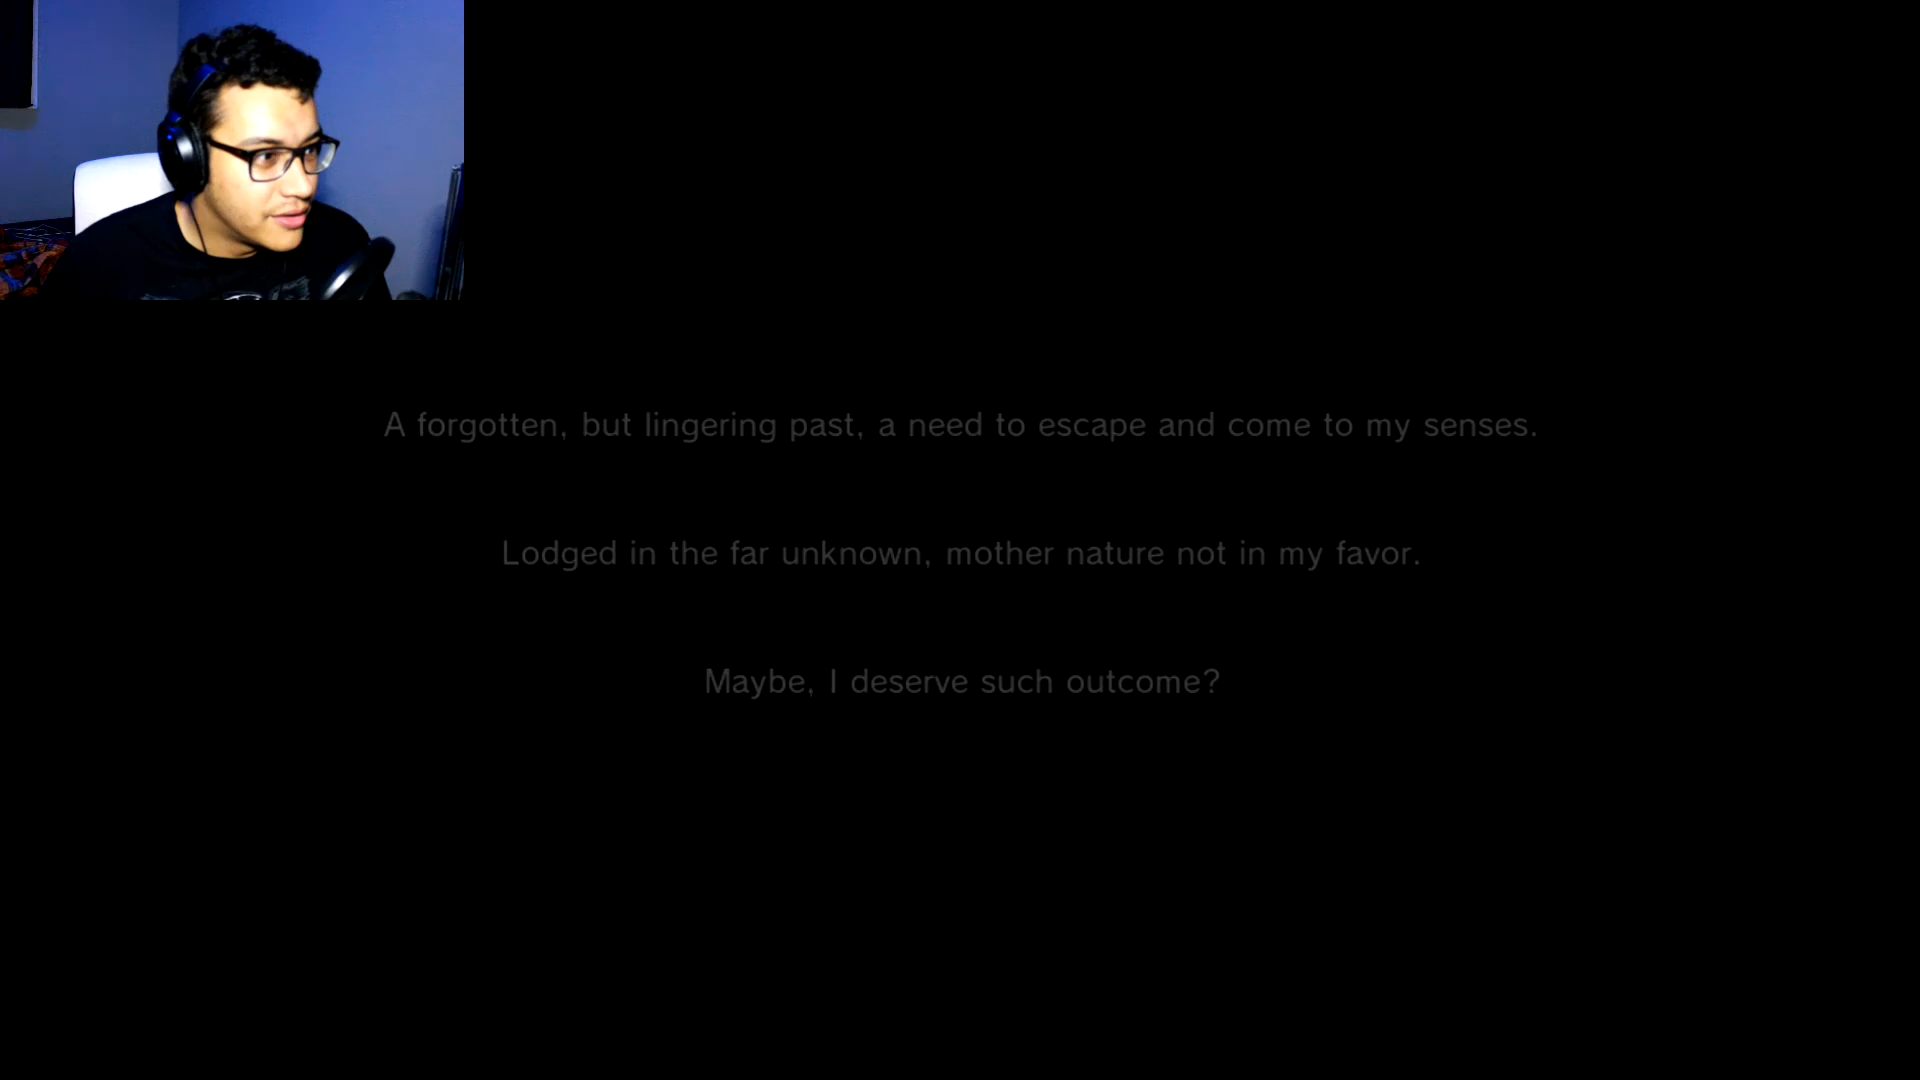 A forgotten, but lingering past, a need to escape and come to my senses.
Lodged in the far unknown, mother nature not in my favor.
Maybe, I deserve such outcome?